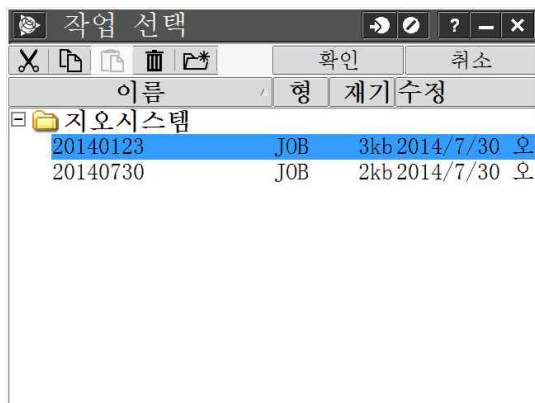 작업 선택 ? – ×
확인 취소
이름 형 재기 수정
지오시스템
20140123 JOB 3kb 2014/7/30 오
20140730 JOB 2kb 2014/7/30 오